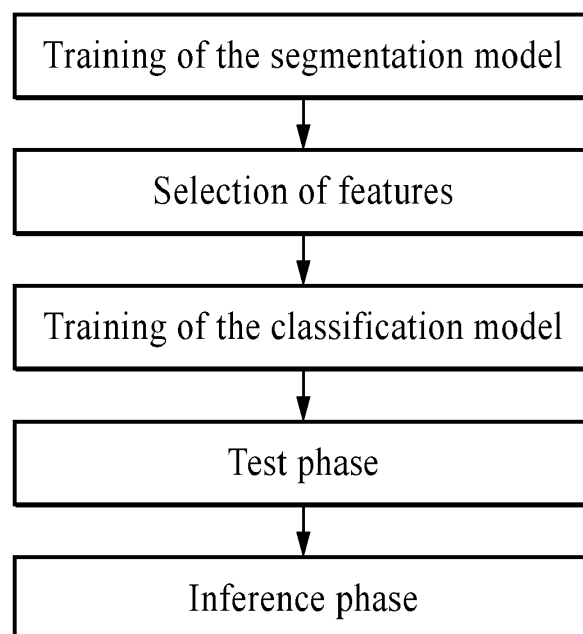 Training of the segmentation model
Selection of features
Training of the classification model
Test phase
Inference phase